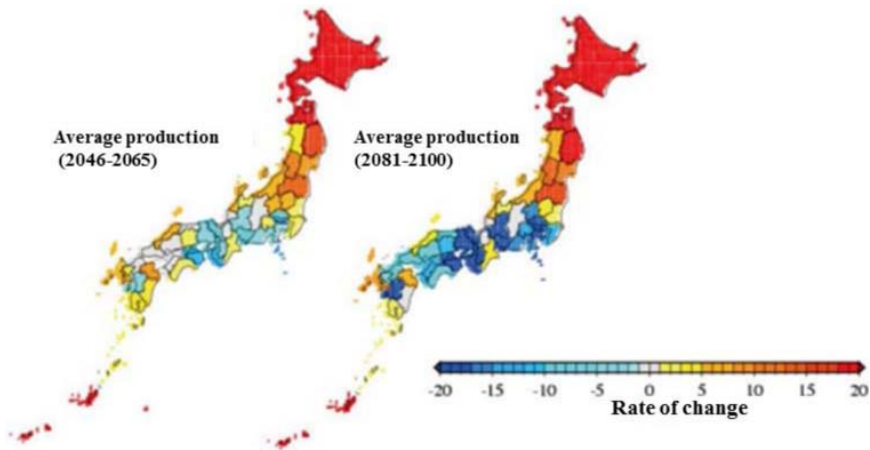 Average production
(2046-2065)
Average production
(2081-2100)
-20 -15 -10 -5 0 5 10 15 20
Rate of change